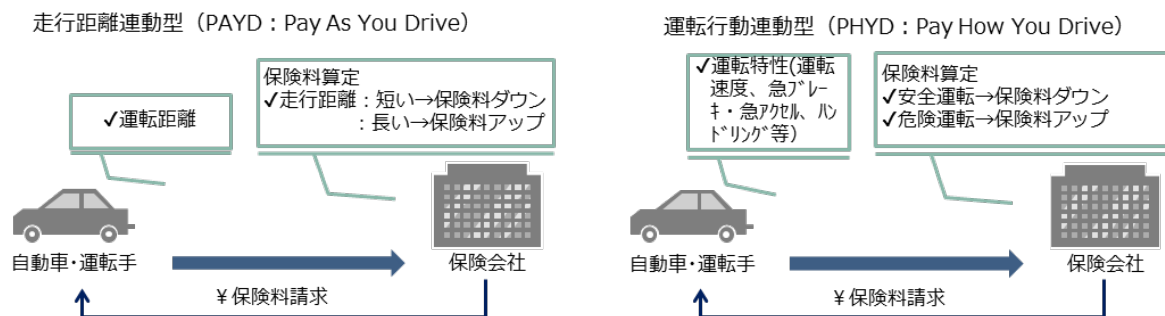 走行距離連動型（PAYD：Pay As You Drive）
✓運転距離
保険料算定
✓走行距離：短い→保険料ダウン
：長い→保険料アップ
自動車・運転手
保険会社
¥ 保険料請求
運転行動連動型（PHYD：Pay How You Drive）
✓運転特性(運転
速度、急ﾌﾞﾚｰ
ｷ・急ｱｸｾﾙ、ﾊﾝ
ﾄﾞﾘﾝｸﾞ等）
保険料算定
✓安全運転→保険料ダウン
✓危険運転→保険料アップ
自動車・運転手
保険会社
¥ 保険料請求